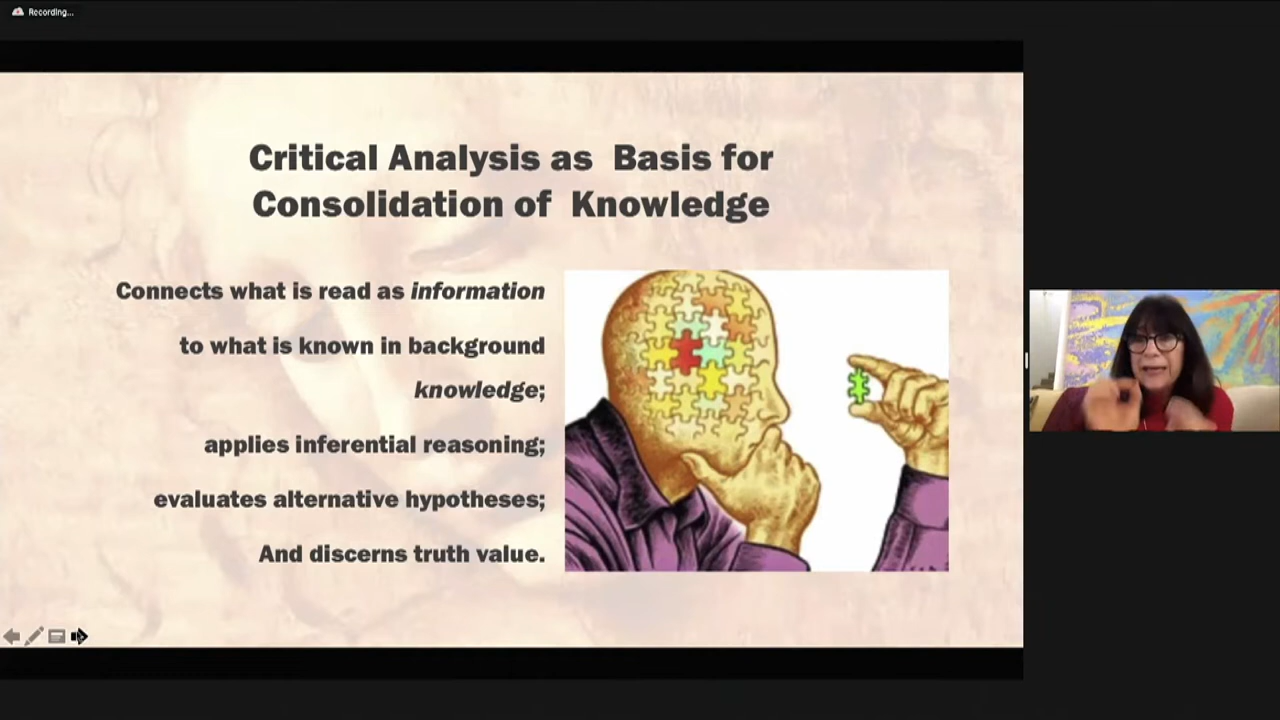 Recording...
Critical Analysis as Basis for
Consolidation of Knowledge
Connects what is read as information
to what is known in background
knowledge;
applies inferential reasoning;
evaluates alternative hypotheses;
And discerns truth value.